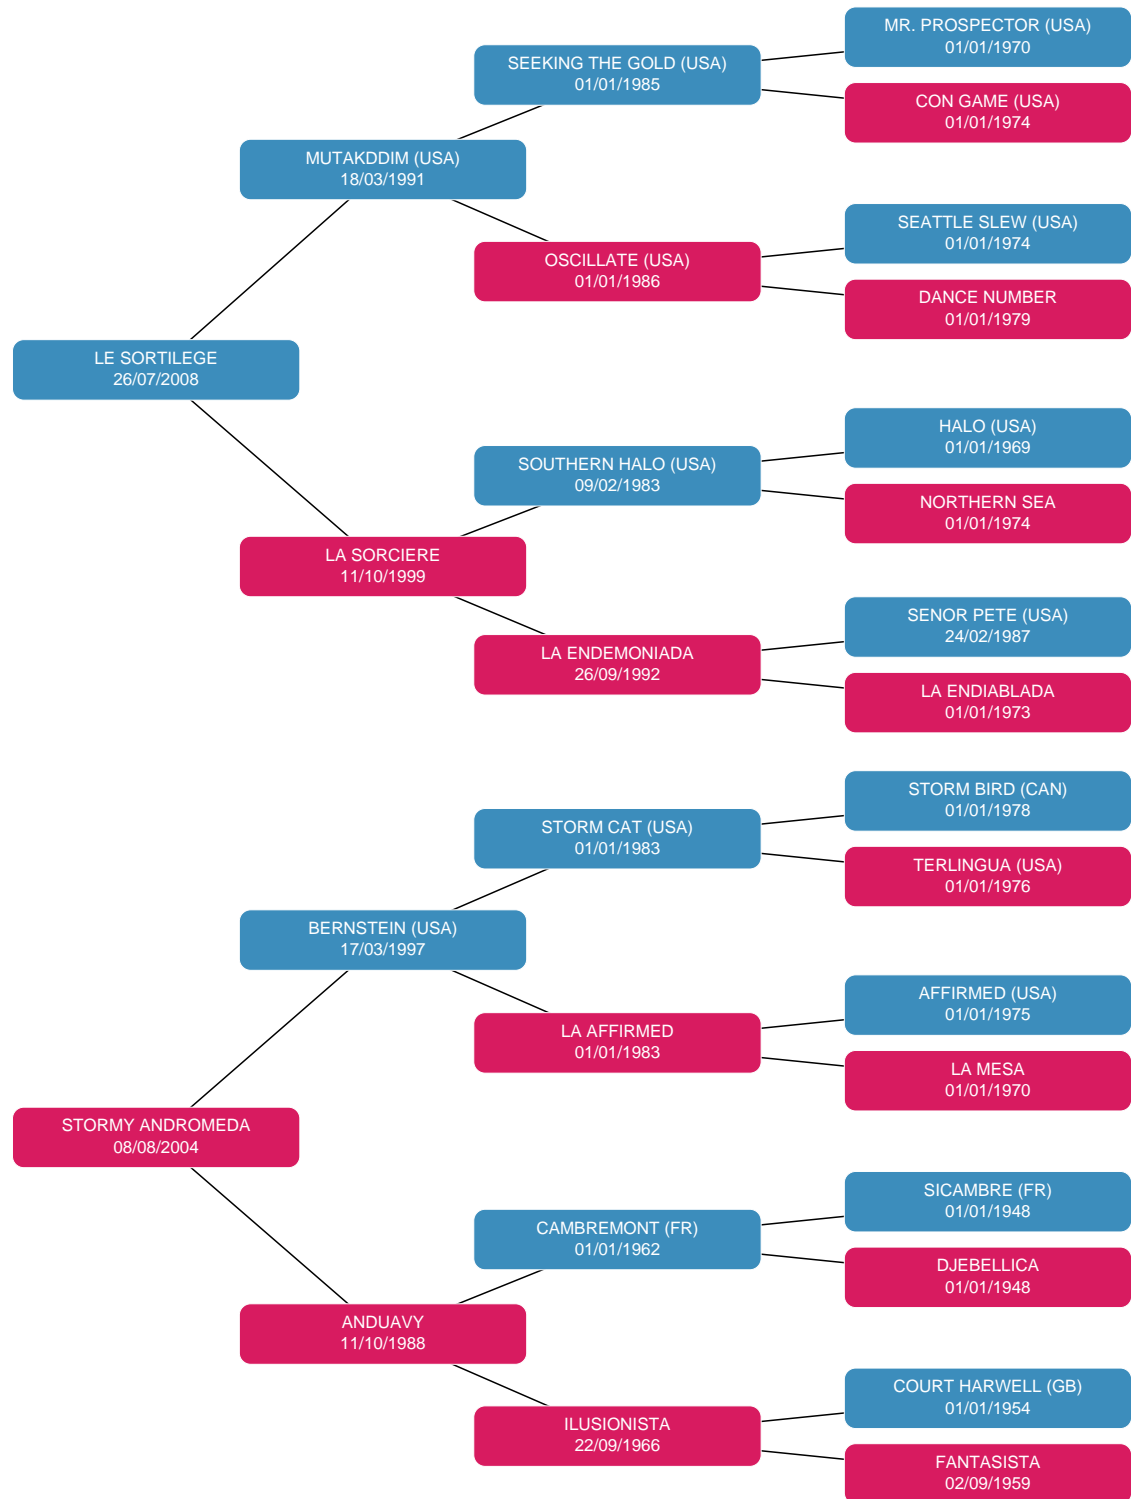 MR. PROSPECTOR (USA)
01/01/1970
SEEKING THE GOLD (USA)
01/01/1985
CON GAME (USA)
01/01/1974
MUTAKDDIM (USA)
18/03/1991
SEATTLE SLEW (USA)
01/01/1974
OSCILLATE (USA)
01/01/1986
DANCE NUMBER
01/01/1979
LE SORTILEGE
26/07/2008
HALO (USA)
01/01/1969
SOUTHERN HALO (USA)
09/02/1983
NORTHERN SEA
01/01/1974
LA SORCIERE
11/10/1999
SENOR PETE (USA)
24/02/1987
LA ENDEMONIADA
26/09/1992
LA ENDIABLADA
01/01/1973
STORM BIRD (CAN)
01/01/1978
STORM CAT (USA)
01/01/1983
TERLINGUA (USA)
01/01/1976
BERNSTEIN (USA)
17/03/1997
AFFIRMED (USA)
01/01/1975
LA AFFIRMED
01/01/1983
LA MESA
01/01/1970
STORMY ANDROMEDA
08/08/2004
SICAMBRE (FR)
01/01/1948
CAMBREMONT (FR)
01/01/1962
DJEBELLICA
01/01/1948
ANDUAVY
11/10/1988
COURT HARWELL (GB)
01/01/1954
ILUSIONISTA
22/09/1966
FANTASISTA
02/09/1959